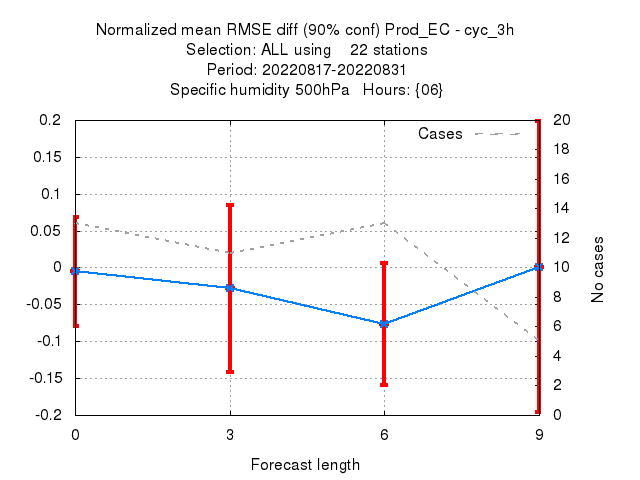 Normalized mean RMSE diff (90% conf) Prod_EC - cyc_3h
Selection: ALL using    22 stations
Period: 20220817-20220831
Specific humidity 500hPa   Hours: {06}
Cases
0.2
0.15
0.1
0.05
0
-0.05
-0.1
-0.15
-0.2
20
18
16
14
12
10
8
6
4
2
0
No cases
0 3 6 9
Forecast length